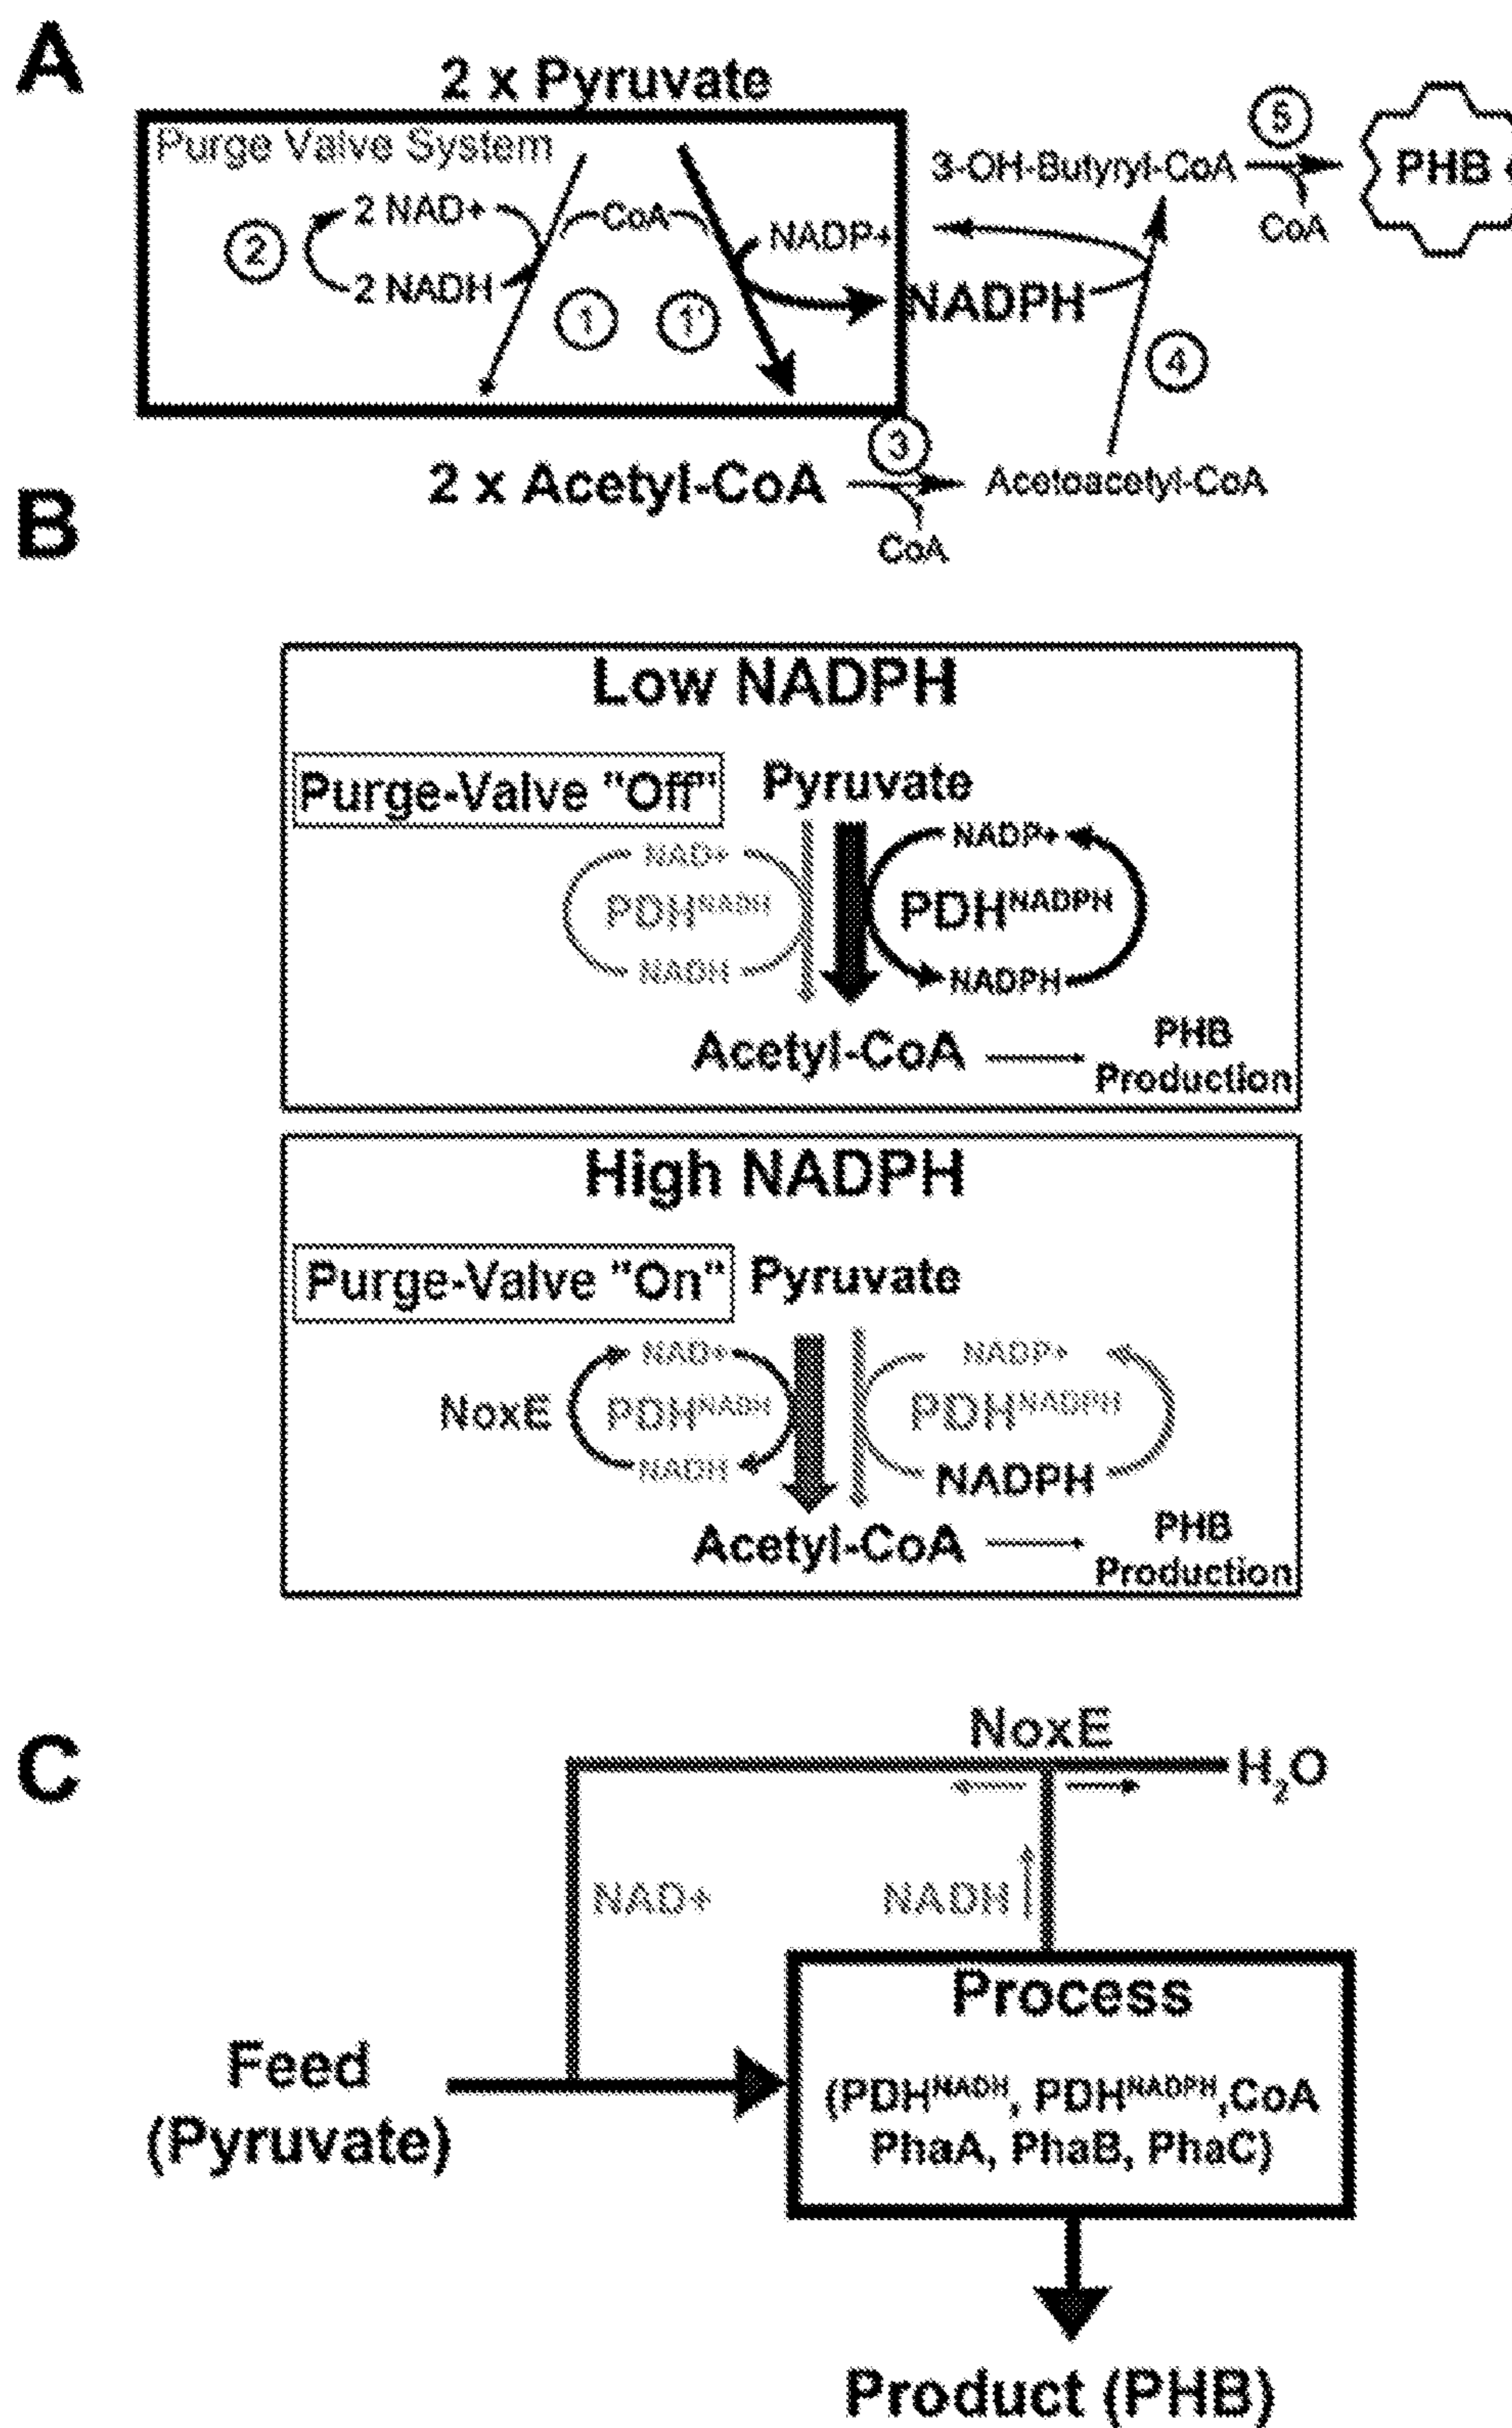 A
2 x Pyruvate
Purge Valve System
2 NAD+
CoA
NADP+
2
2 NADH
1
1'
NADPH
3-OH-Butyryl-CoA
5
CoA
PHB
4
2 x Acetyl-CoA
3
CoA
Acetoacetyl-CoA
B
Low NADPH
Purge-Valve "Off"
Pyruvate
NAD+
PDHNADH
NADH
NADP+
PDHNADPH
NADPH
Acetyl-CoA
PHB
Production
High NADPH
Purge-Valve "On"
Pyruvate
NoxE
NAD+
PDHNADH
NADH
NADP+
PDHNADPH
NADPH
Acetyl-CoA
PHB
Production
C
NoxE
H2O
NAD+
NADH
Process
(PDHNADH, PDHNADPH,CoA
PhaA, PhaB, PhaC)
Feed
(Pyruvate)
Product (PHB)